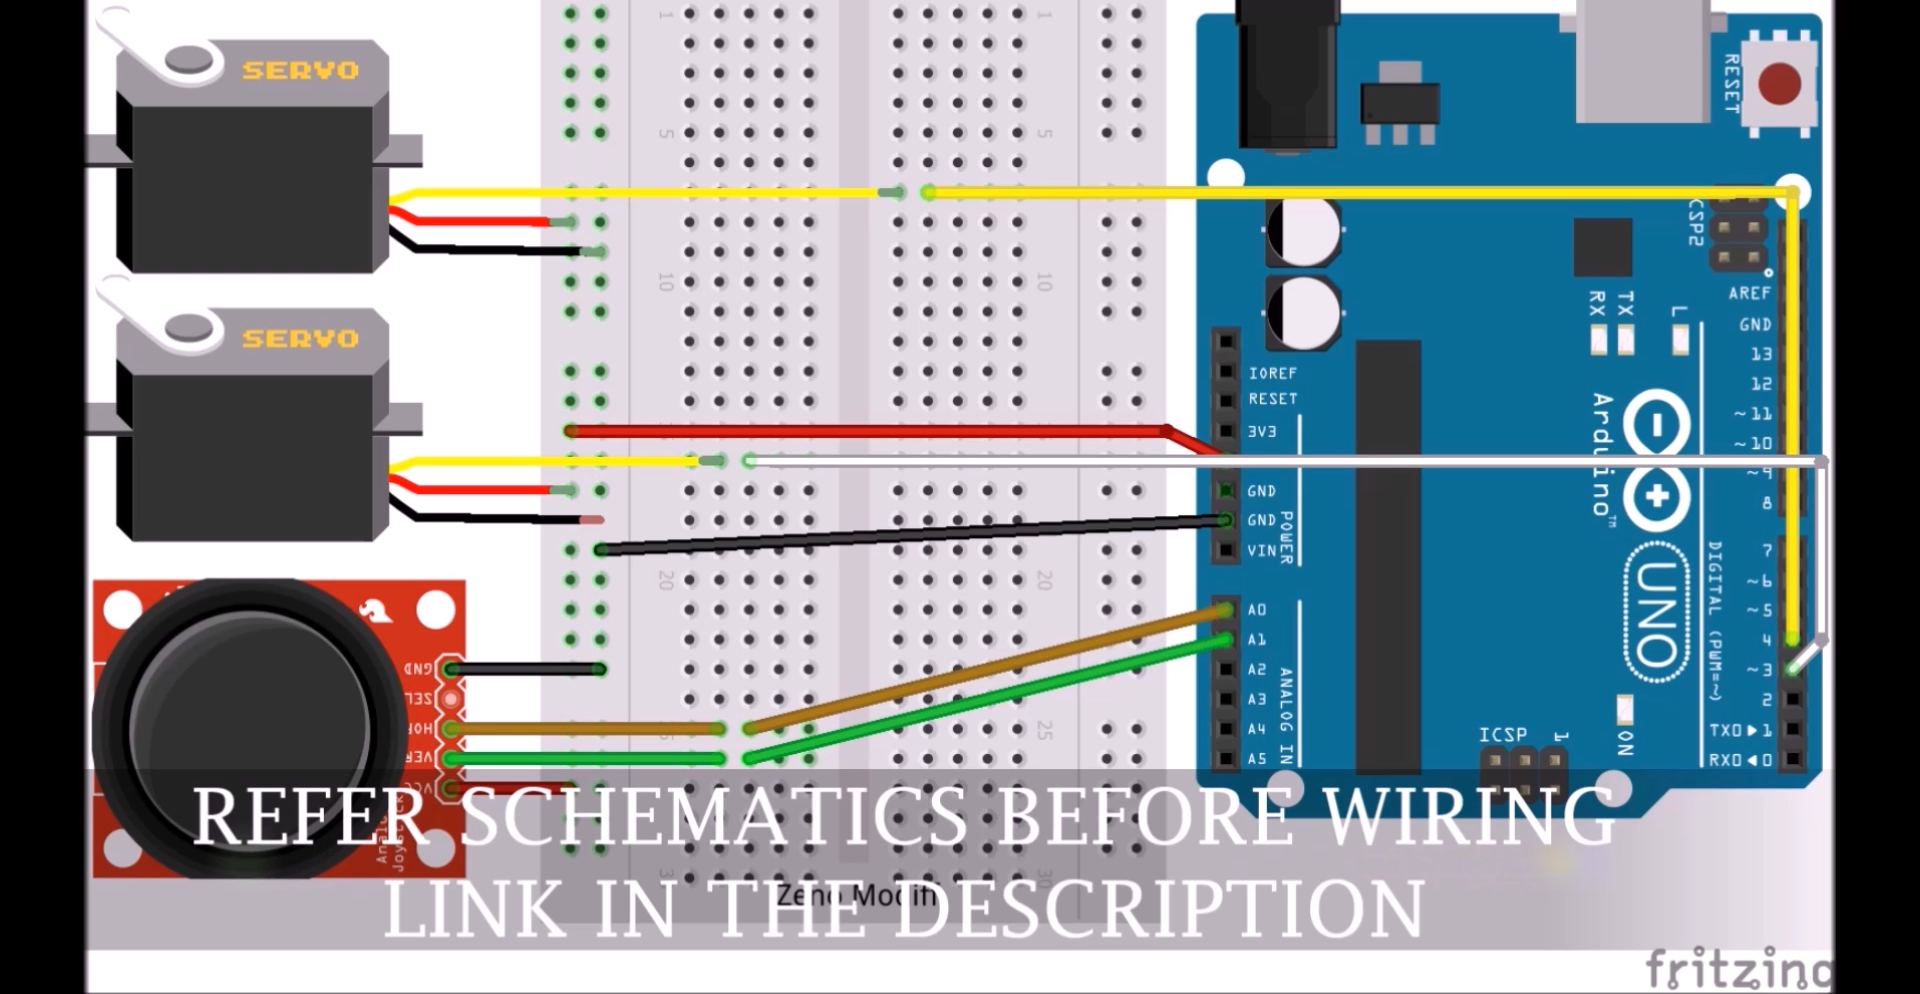 SERVO
SERVO
1
1
5
5
10
10
20
20
25
30
RESET
ICSP2
AREF
GND
13
12
~11
~10
~9
8
7
~6
~5
4
~3
2
TX0▶1
RX0◀0
RX
TX
L
IOREF
RESET
3V3
GND
GND
VIN
POWER
A0
A1
A2
A3
A4
A5
ANALOG IN
Arduino™
UNO
DIGITAL (PWM=~)
ICSP
1
ON
GND
SEL
HOR
VER
VCC
REFER SCHEMATICS BEFORE WIRING
LINK IN THE DESCRIPTION
Zeno Modifi
fritzing